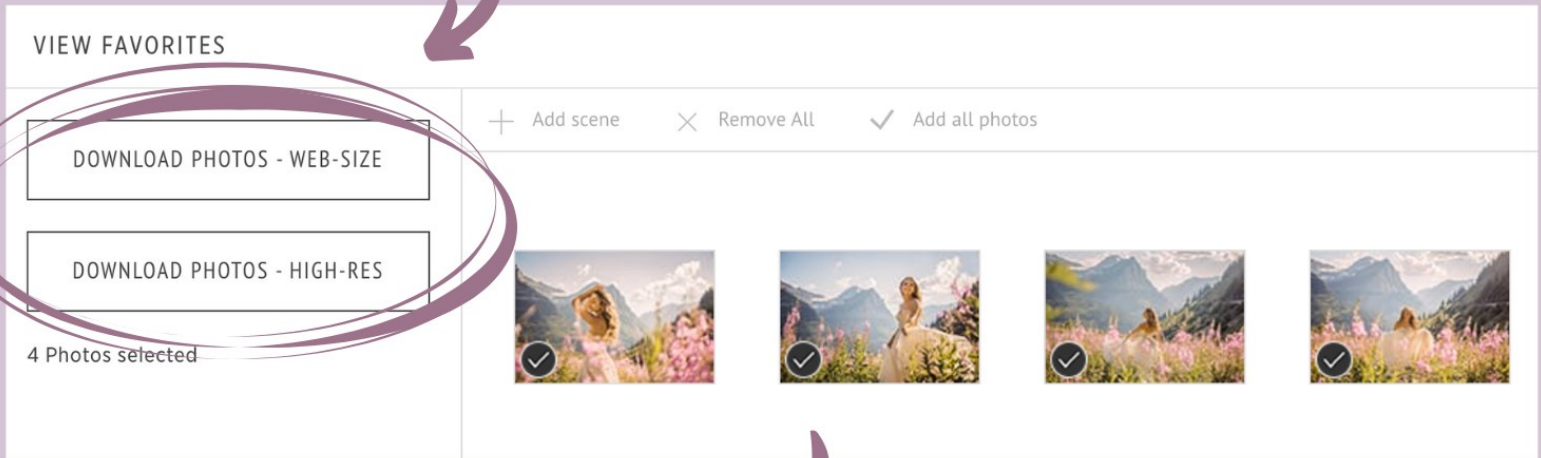 VIEW FAVORITES
DOWNLOAD PHOTOS - WEB-SIZE
DOWNLOAD PHOTOS - HIGH-RES
4 Photos selected
Add scene
Remove All
Add all photos